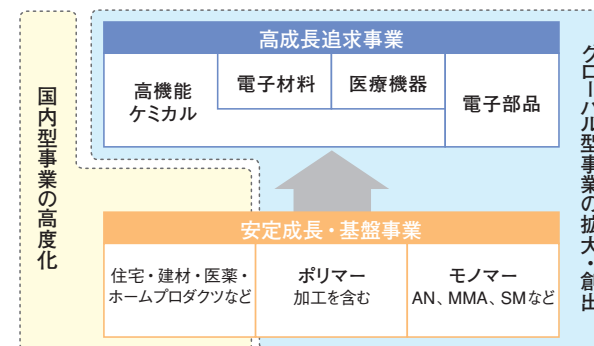 高成長追求事業
高機能
ケミカル
電子材料
医療機器
電子部品
国内型事業の高度化
グローバル型事業の拡大・創出
安定成長・基盤事業
住宅・建材・医薬・
ホームプロダクツなど
ポリマー
加工を含む
モノマー
AN、MMA、SMなど